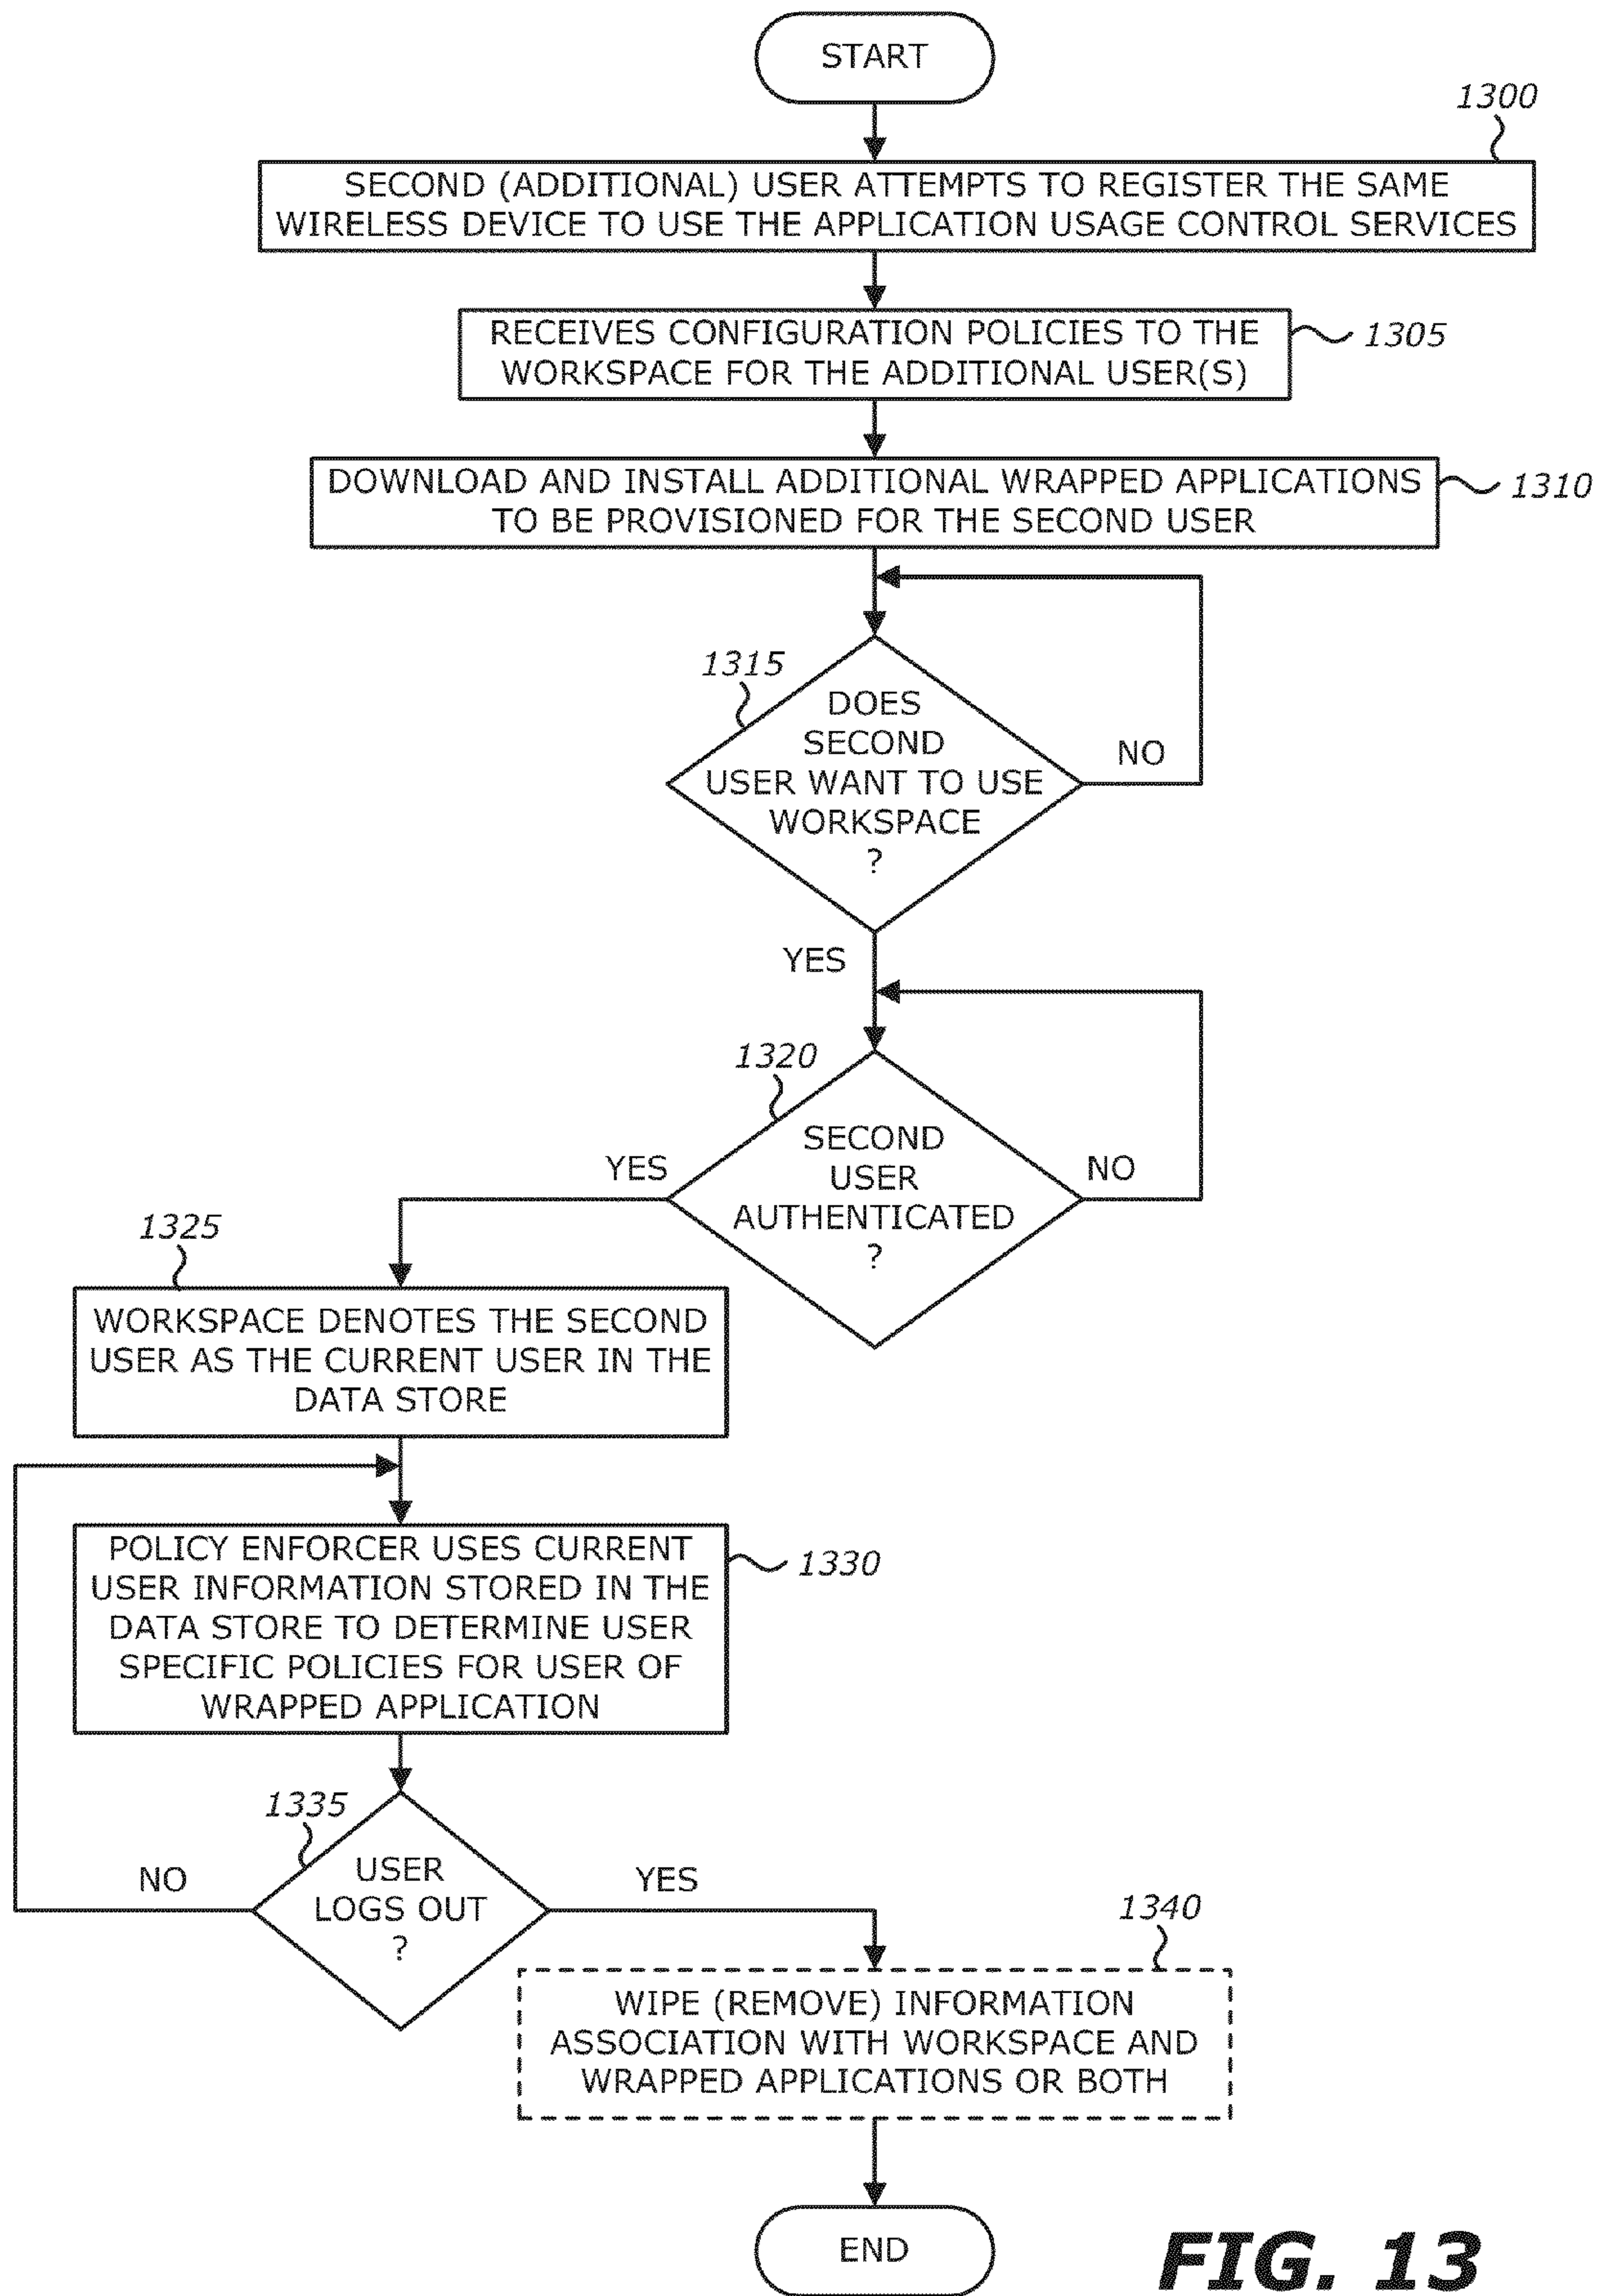 START
1300
SECOND (ADDITIONAL) USER ATTEMPTS TO REGISTER THE SAME
WIRELESS DEVICE TO USE THE APPLICATION USAGE CONTROL SERVICES
RECEIVES CONFIGURATION POLICIES TO THE
WORKSPACE FOR THE ADDITIONAL USER(S)
1305
DOWNLOAD AND INSTALL ADDITIONAL WRAPPED APPLICATIONS
TO BE PROVISIONED FOR THE SECOND USER
1310
1315
DOES
SECOND
USER WANT TO USE
WORKSPACE
?
NO
YES
1320
SECOND
USER
AUTHENTICATED
?
YES
NO
1325
WORKSPACE DENOTES THE SECOND
USER AS THE CURRENT USER IN THE
DATA STORE
POLICY ENFORCER USES CURRENT
USER INFORMATION STORED IN THE
DATA STORE TO DETERMINE USER
SPECIFIC POLICIES FOR USER OF
WRAPPED APPLICATION
1330
1335
USER
LOGS OUT
?
NO
YES
1340
WIPE (REMOVE) INFORMATION
ASSOCIATION WITH WORKSPACE AND
WRAPPED APPLICATIONS OR BOTH
END
FIG. 13